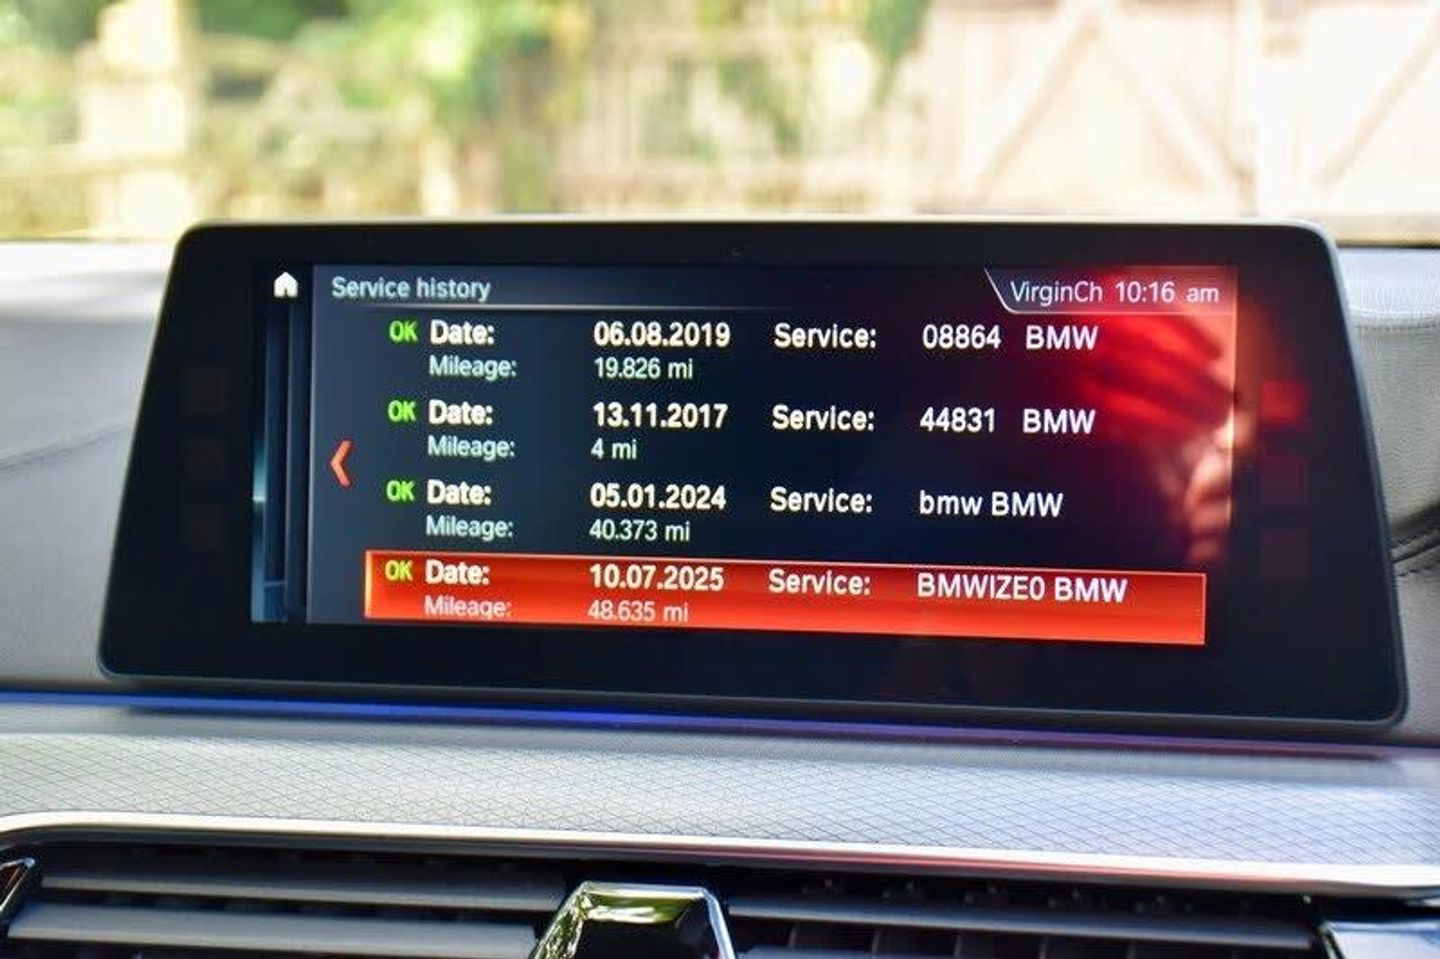 Service history VirginCh 10:16 am
OK Date: 06.08.2019 Service: 08864 BMW
Mileage: 19.826 mi
OK Date: 13.11.2017 Service: 44831 BMW
Mileage: 4 mi
OK Date: 05.01.2024 Service: bmw BMW
Mileage: 40.373 mi
OK Date: 10.07.2025 Service: BMWIZE0 BMW
Mileage: 48.635 mi